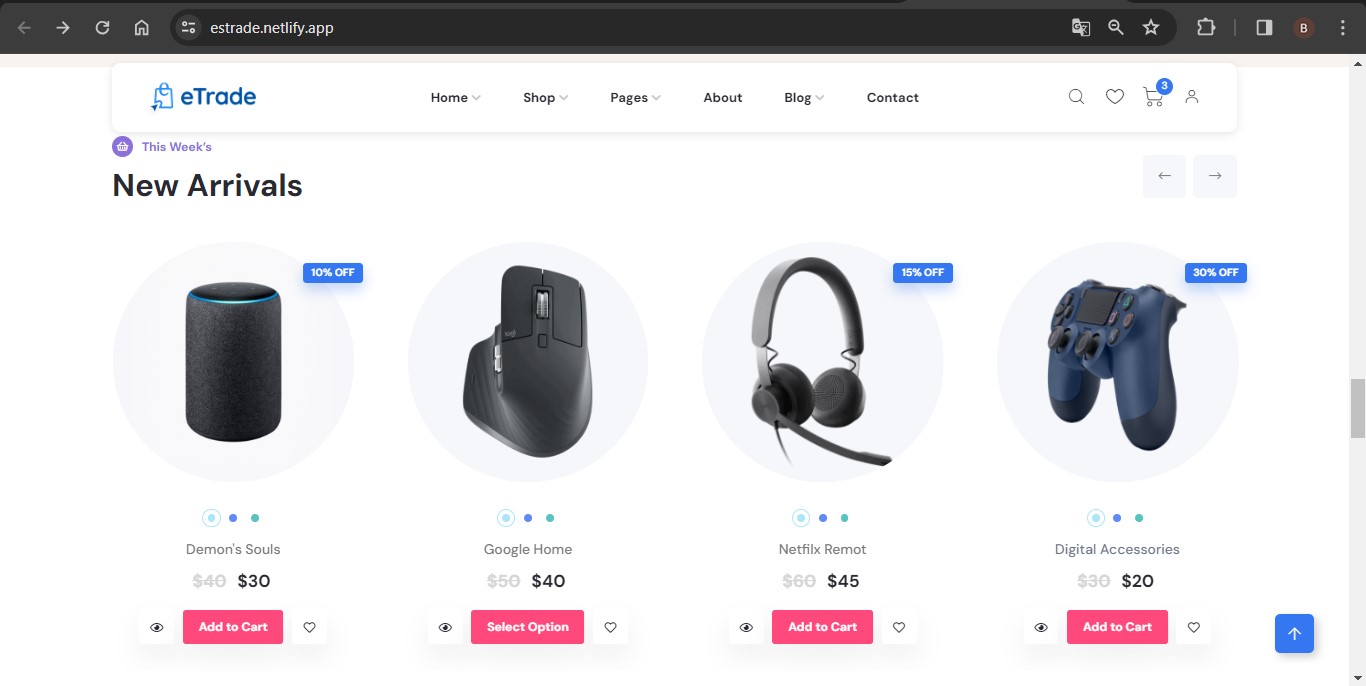 estrade.netlify.app
B
eTrade
Home Shop Pages About Blog Contact
3
This Week's
New Arrivals
10% OFF 15% OFF 30% OFF
Demon's Souls Google Home Netfilx Remot Digital Accessories
$40 $30 $50 $40 $60 $45 $30 $20
Add to Cart Select Option Add to Cart Add to Cart